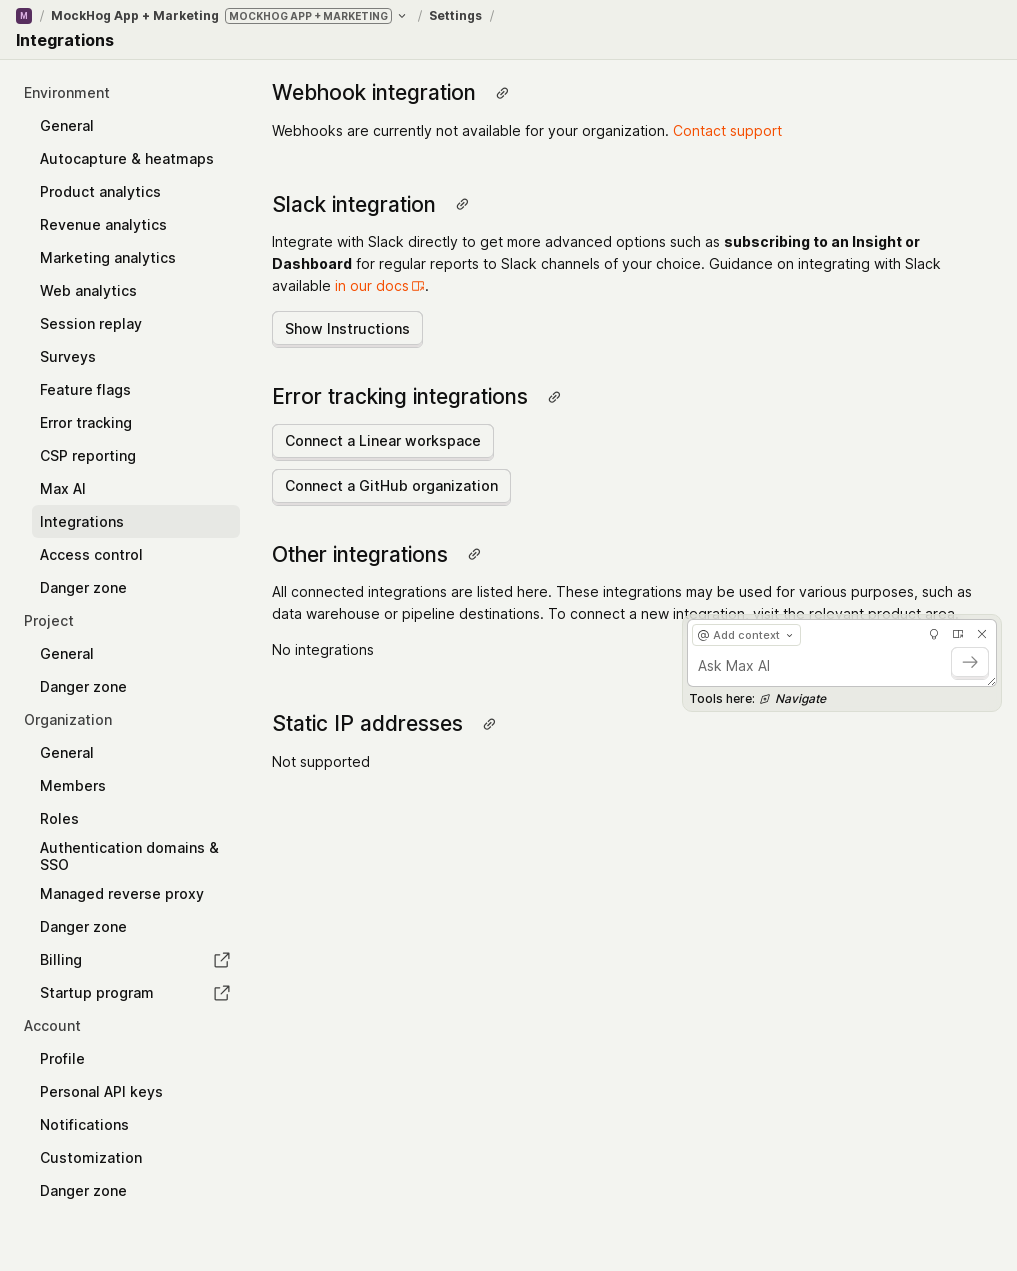 M / MockHog App + Marketing MOCKHOG APP + MARKETING / Settings /
Integrations
Environment
General
Autocapture & heatmaps
Product analytics
Revenue analytics
Marketing analytics
Web analytics
Session replay
Surveys
Feature flags
Error tracking
CSP reporting
Max AI
Integrations
Access control
Danger zone
Project
General
Danger zone
Organization
General
Members
Roles
Authentication domains &
SSO
Managed reverse proxy
Danger zone
Billing
Startup program
Account
Profile
Personal API keys
Notifications
Customization
Danger zone
Webhook integration
Webhooks are currently not available for your organization. Contact support
Slack integration
Integrate with Slack directly to get more advanced options such as subscribing to an Insight or
Dashboard for regular reports to Slack channels of your choice. Guidance on integrating with Slack
available in our docs.
Show Instructions
Error tracking integrations
Connect a Linear workspace
Connect a GitHub organization
Other integrations
All connected integrations are listed here. These integrations may be used for various purposes, such as
data warehouse or pipeline destinations. To connect a new integration, visit the relevant product area.
No integrations
Static IP addresses
Not supported
@ Add context
Ask Max AI
Tools here: Navigate